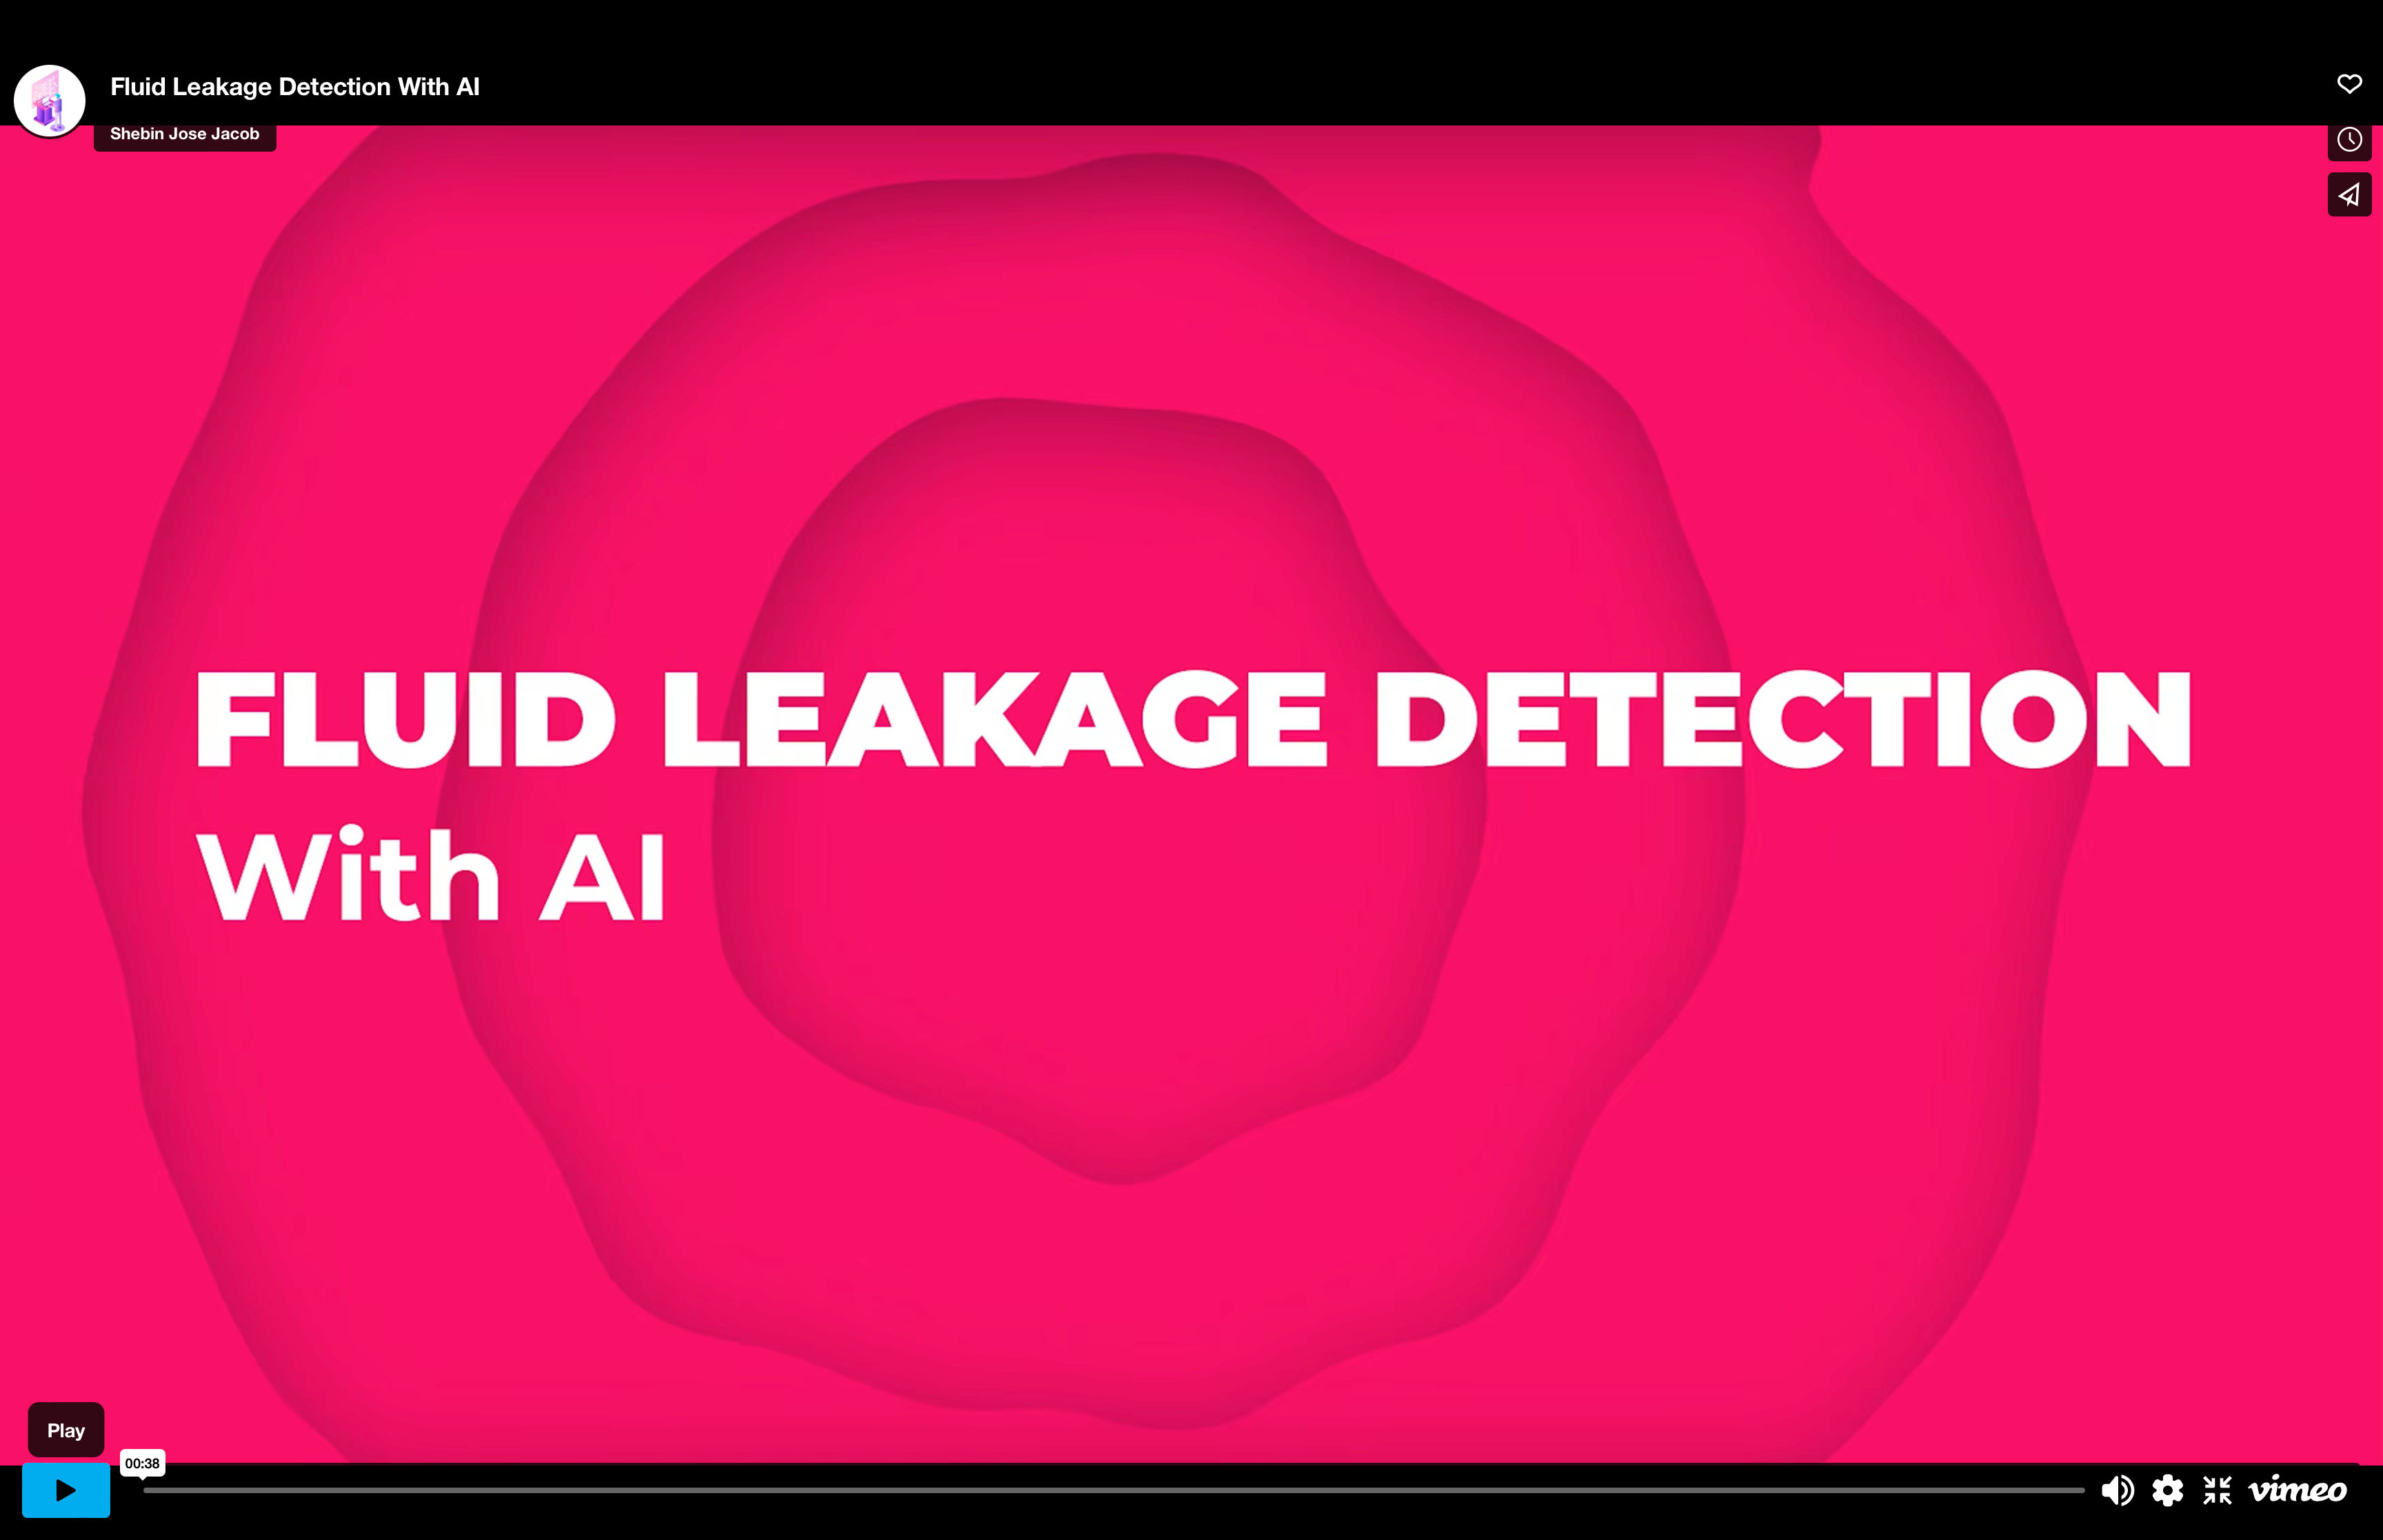 Fluid Leakage Detection With AI
Shebin Jose Jacob
FLUID LEAKAGE DETECTION
With AI
Play
00:38
vimeo